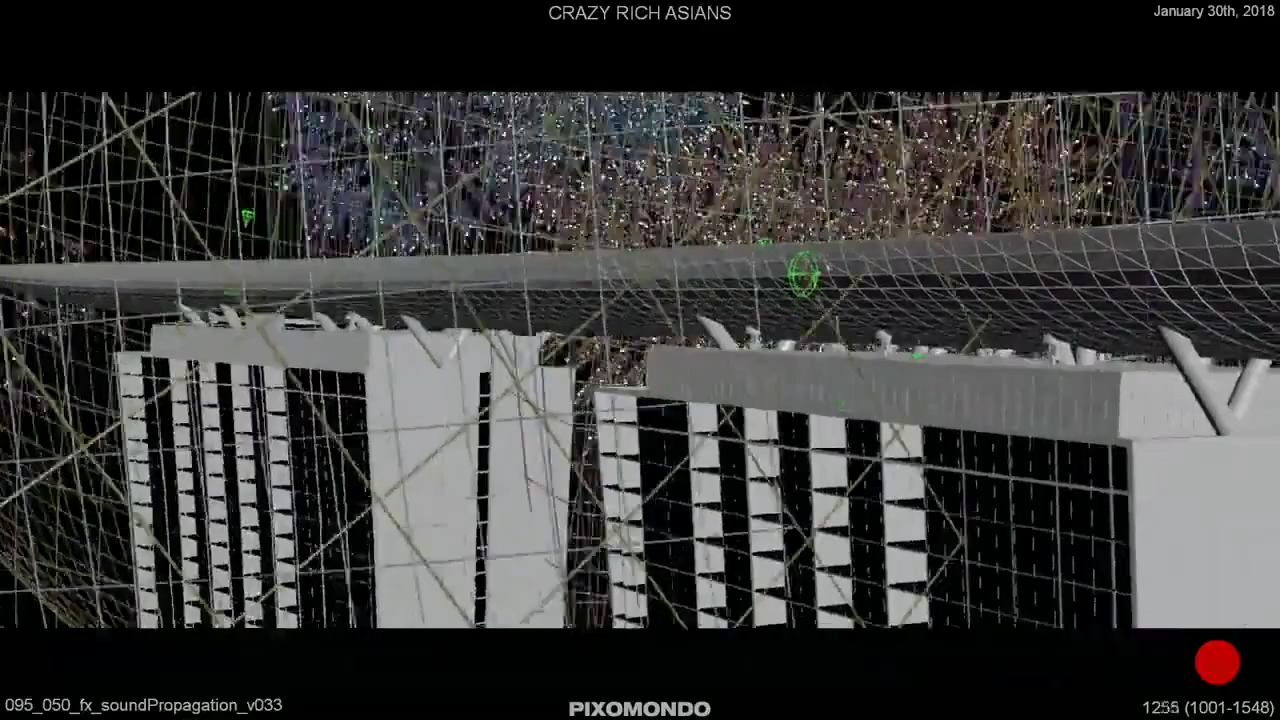 CRAZY RICH ASIANS
January 30th, 2018
095_050_fx_soundPropagation_v033
PIXOMONDO
1255 (1001-1548)